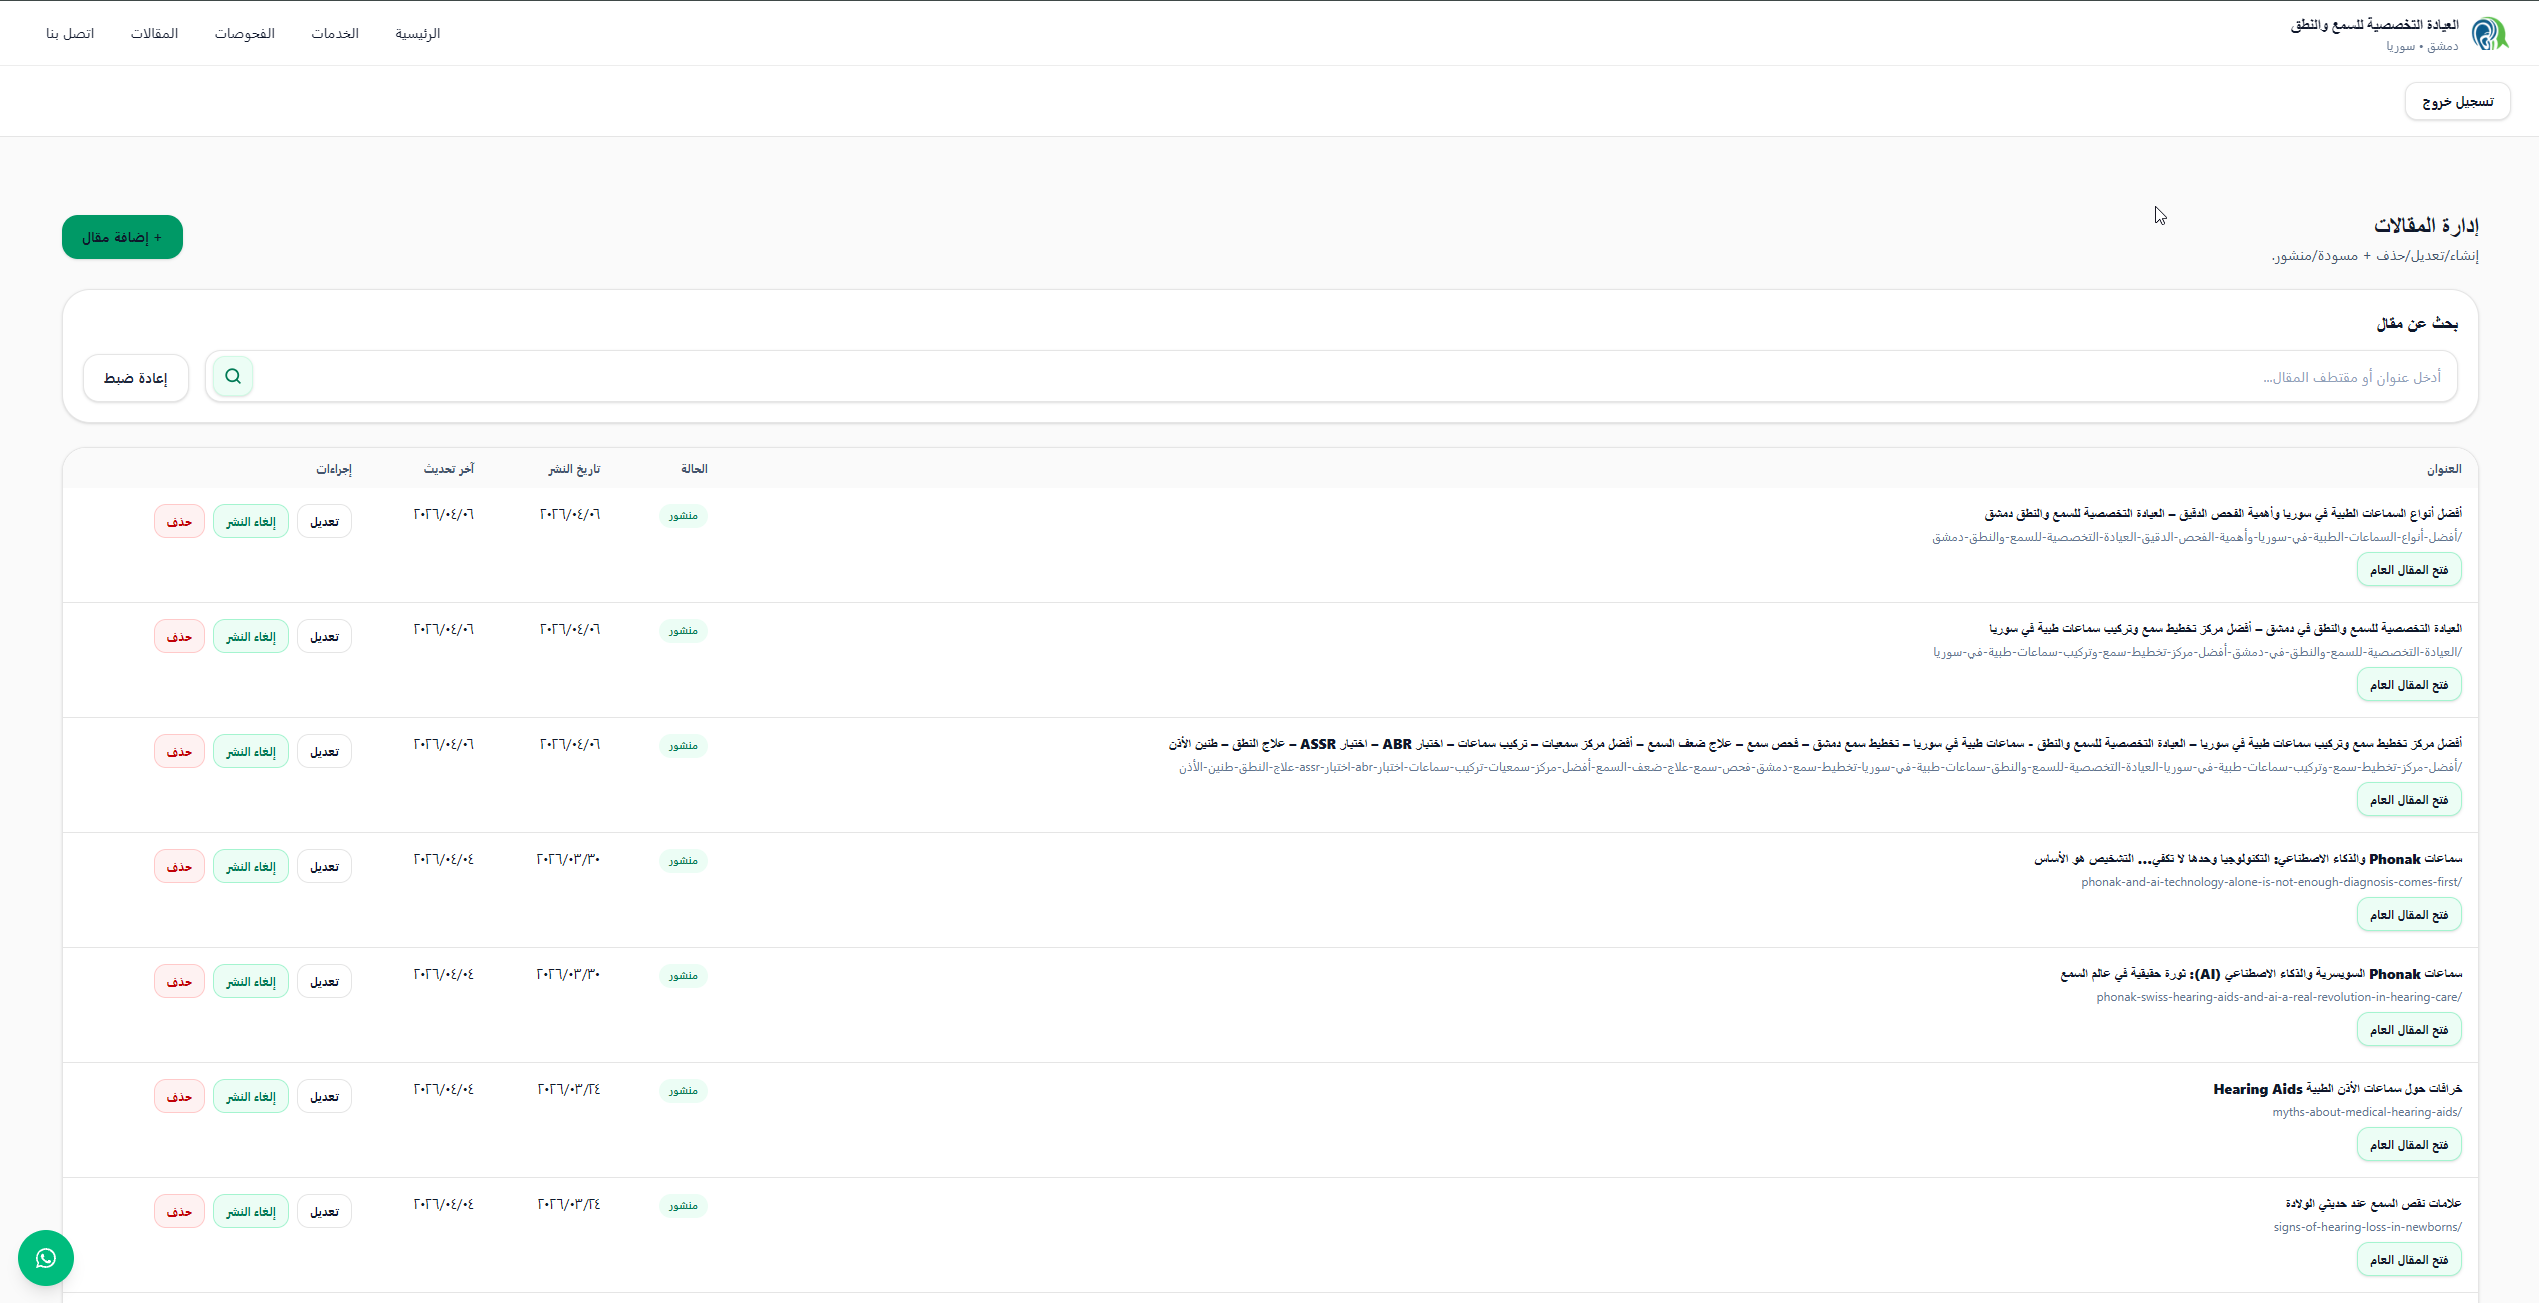 العيادة التخصصية للسمع والنطق
دمشق • سوريا
الرئيسية
الخدمات
الفحوصات
المقالات
اتصل بنا
تسجيل خروج
إدارة المقالات
إنشاء/تعديل/حذف + مسودة/منشور.
+ إضافة مقال
بحث عن مقال
أدخل عنوان أو مقتطف المقال...
إعادة ضبط
العنوان الحالة تاريخ النشر آخر تحديث إجراءات
أفضل أنواع السماعات الطبية في سوريا وأهمية الفحص الدقيق – العيادة التخصصية للسمع والنطق دمشق
/أفضل-أنواع-السماعات-الطبية-في-سوريا-وأهمية-الفحص-الدقيق-العيادة-التخصصية-للسمع-والنطق-دمشق
فتح المقال العام
منشور ٢٠٢٦/٠٤/٠٦ ٢٠٢٦/٠٤/٠٦ تعديل إلغاء النشر حذف
العيادة التخصصية للسمع والنطق في دمشق – أفضل مركز تخطيط سمع وتركيب سماعات طبية في سوريا
/العيادة-التخصصية-للسمع-والنطق-في-دمشق-أفضل-مركز-تخطيط-سمع-وتركيب-سماعات-طبية-في-سوريا
فتح المقال العام
منشور ٢٠٢٦/٠٤/٠٦ ٢٠٢٦/٠٤/٠٦ تعديل إلغاء النشر حذف
أفضل مركز تخطيط سمع وتركيب سماعات طبية في سوريا – العيادة التخصصية للسمع والنطق - سماعات طبية في سوريا – تخطيط سمع دمشق – فحص سمع – علاج ضعف السمع – أفضل مركز سمعيات – تركيب سماعات – اختبار ABR – اختبار ASSR – علاج النطق – طنين الأذن
/أفضل-مركز-تخطيط-سمع-وتركيب-سماعات-طبية-في-سوريا-العيادة-التخصصية-للسمع-والنطق-سماعات-طبية-في-سوريا-تخطيط-سمع-دمشق-فحص-سمع-علاج-ضعف-السمع-أفضل-مركز-سمعيات-تركيب-سماعات-اختبار-abr-اختبار-assr-علاج-النطق-طنين-الأذن
فتح المقال العام
منشور ٢٠٢٦/٠٤/٠٦ ٢٠٢٦/٠٤/٠٦ تعديل إلغاء النشر حذف
سماعات Phonak والذكاء الاصطناعي: التكنولوجيا وحدها لا تكفي… التشخيص هو الأساس
phonak-and-ai-technology-alone-is-not-enough-diagnosis-comes-first/
فتح المقال العام
منشور ٢٠٢٦/٠٣/٣٠ ٢٠٢٦/٠٤/٠٤ تعديل إلغاء النشر حذف
سماعات Phonak السويسرية والذكاء الاصطناعي (AI): ثورة حقيقية في عالم السمع
phonak-swiss-hearing-aids-and-ai-a-real-revolution-in-hearing-care/
فتح المقال العام
منشور ٢٠٢٦/٠٣/٣٠ ٢٠٢٦/٠٤/٠٤ تعديل إلغاء النشر حذف
خرافات حول سماعات الأذن الطبية Hearing Aids
myths-about-medical-hearing-aids/
فتح المقال العام
منشور ٢٠٢٦/٠٣/٢٤ ٢٠٢٦/٠٤/٠٤ تعديل إلغاء النشر حذف
علامات نقص السمع عند حديثي الولادة
signs-of-hearing-loss-in-newborns/
فتح المقال العام
منشور ٢٠٢٦/٠٣/٢٤ ٢٠٢٦/٠٤/٠٤ تعديل إلغاء النشر حذف